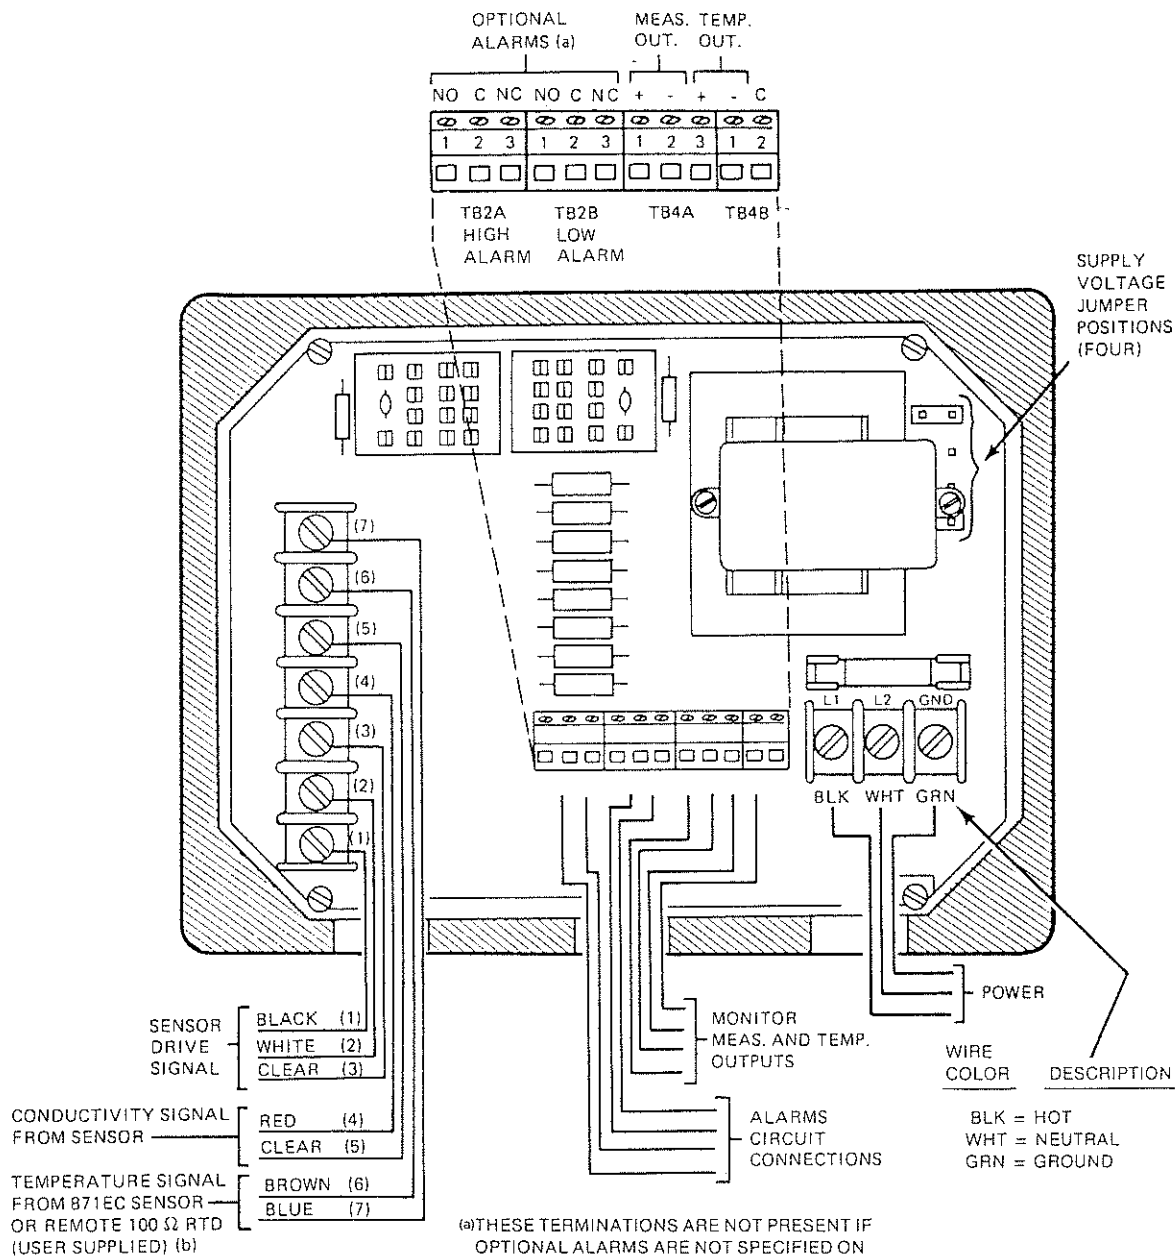 OPTIONAL
ALARMS (a)
MEAS. OUT.
TEMP. OUT.
NO C NC NO C NC + - + - C
1 2 3 1 2 3 1 2 3 1 2
TB2A HIGH ALARM
TB2B LOW ALARM
TB4A
TB4B
SUPPLY
VOLTAGE
JUMPER
POSITIONS
(FOUR)
(7)
(6)
(5)
(4)
(3)
(2)
(1)
L1 L2 GND
BLK WHT GRN
POWER
SENSOR
DRIVE
SIGNAL
BLACK (1)
WHITE (2)
CLEAR (3)
CONDUCTIVITY SIGNAL
FROM SENSOR
RED (4)
CLEAR (5)
TEMPERATURE SIGNAL
FROM 871EC SENSOR
OR REMOTE 100 Ω RTD
(USER SUPPLIED) (b)
BROWN (6)
BLUE (7)
MONITOR
MEAS. AND TEMP.
OUTPUTS
ALARMS
CIRCUIT
CONNECTIONS
WIRE COLOR DESCRIPTION
BLK = HOT
WHT = NEUTRAL
GRN = GROUND
(a)THESE TERMINATIONS ARE NOT PRESENT IF
OPTIONAL ALARMS ARE NOT SPECIFIED ON